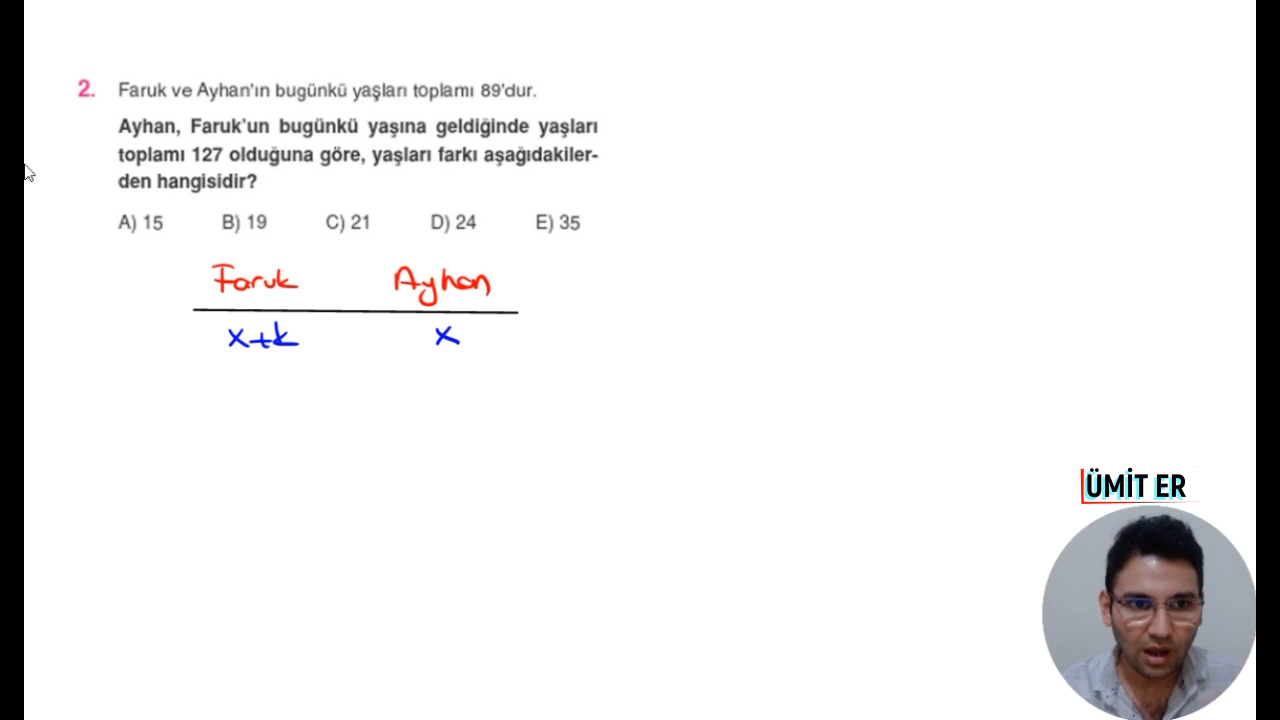 2. Faruk ve Ayhan'ın bugünkü yaşları toplamı 89'dur.
Ayhan, Faruk'un bugünkü yaşına geldiğinde yaşları
toplamı 127 olduğuna göre, yaşları farkı aşağıdakiler-
den hangisidir?
A) 15 B) 19 C) 21 D) 24 E) 35
Faruk Ayhan
x+k x
ÜMİT ER